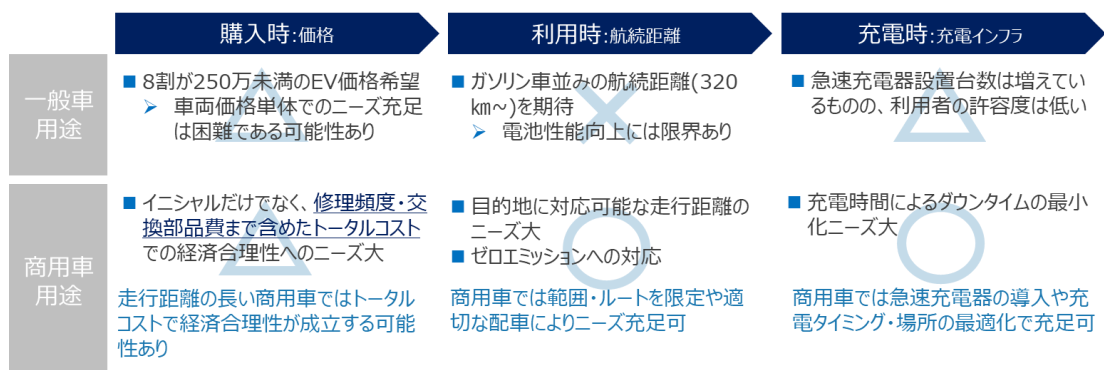 購入時:価格
利用時:航続距離
充電時:充電インフラ
一般車
用途
■ 8割が250万未満のEV価格希望
➢ 車両価格単体でのニーズ充足
は困難である可能性あり
■ ガソリン車並みの航続距離(320
km~)を期待
➢ 電池性能向上には限界あり
■ 急速充電器設置台数は増えてい
るものの、利用者の許容度は低い
商用車
用途
■ イニシャルだけでなく、修理頻度・交
換部品費まで含めたトータルコスト
での経済合理性へのニーズ大
走行距離の長い商用車ではトータル
コストで経済合理性が成立する可能
性あり
■ 目的地に対応可能な走行距離の
ニーズ大
■ ゼロエミッションへの対応
商用車では範囲・ルートを限定や適
切な配車によりニーズ充足可
■ 充電時間によるダウンタイムの最小
化ニーズ大
商用車では急速充電器の導入や充
電タイミング・場所の最適化で充足可